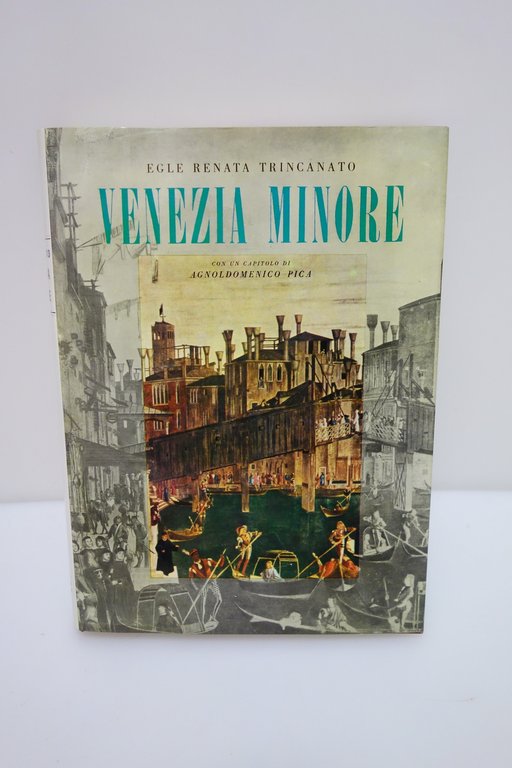 EGLE RENATA TRINCANATO
VENEZIA MINORE
CON UN CAPITOLO DI
AGNOLDOMENICO PICA